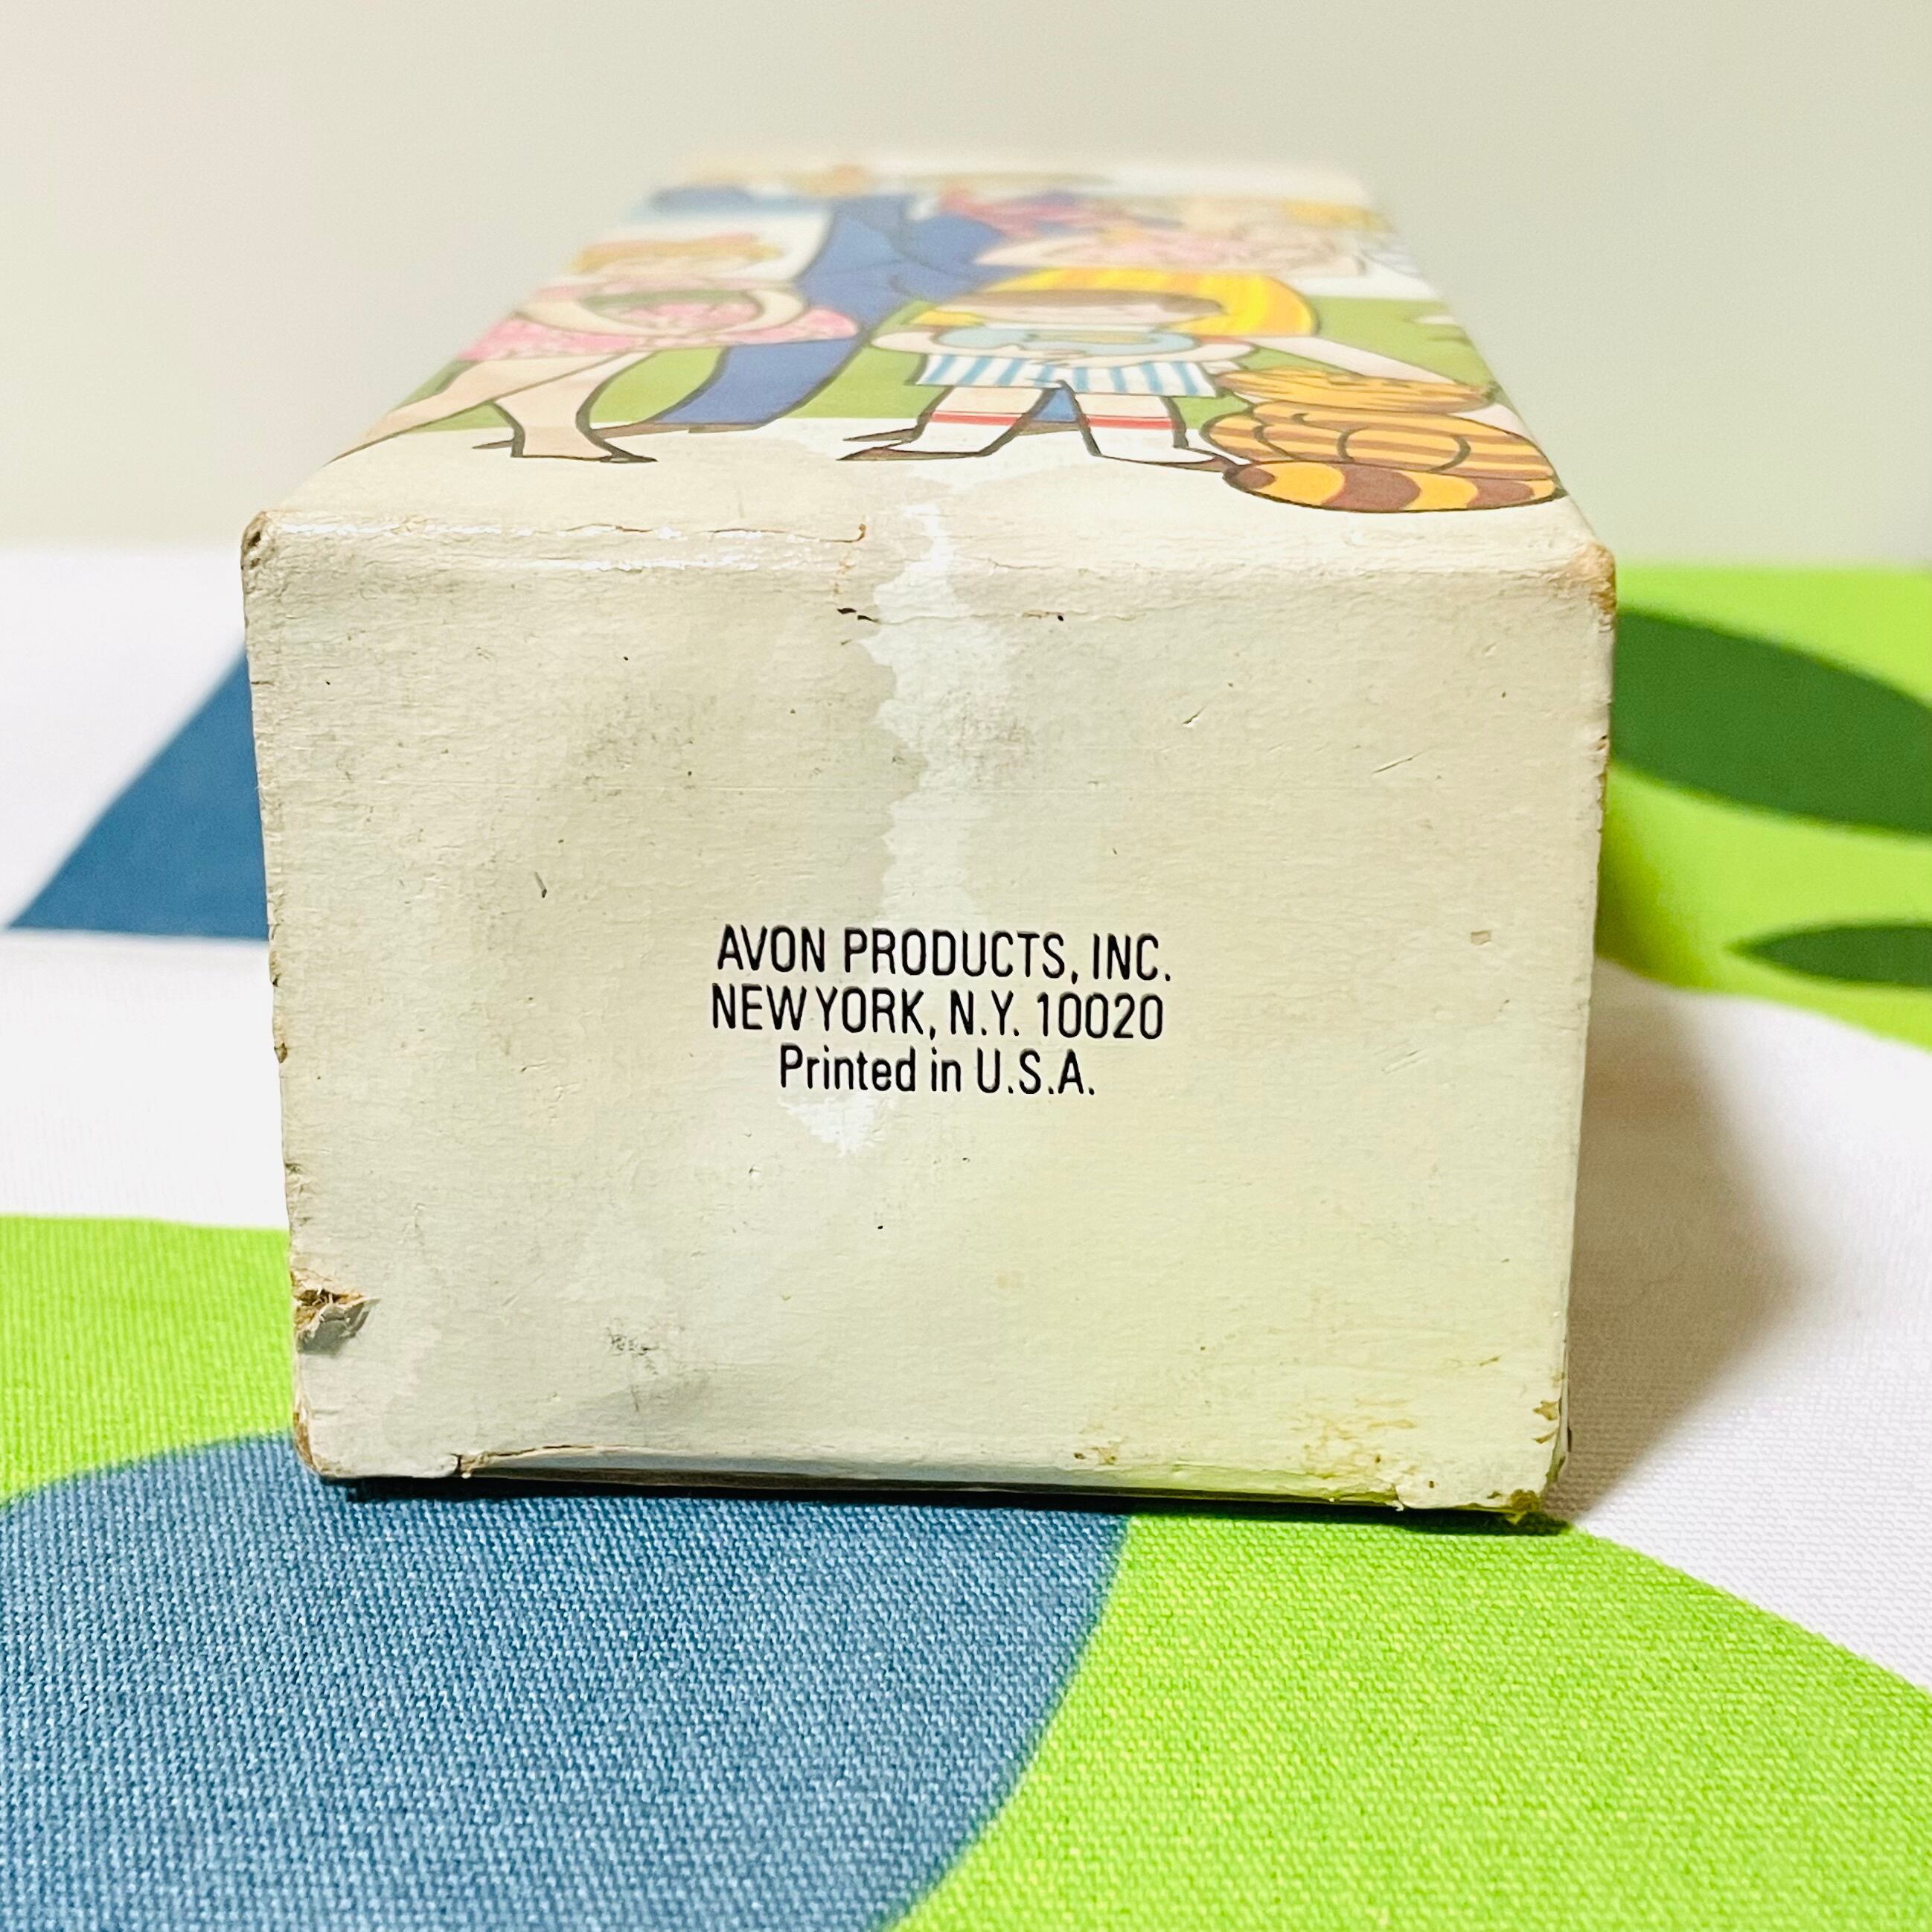 AVON PRODUCTS, INC.
NEW YORK, N.Y. 10020
Printed in U.S.A.